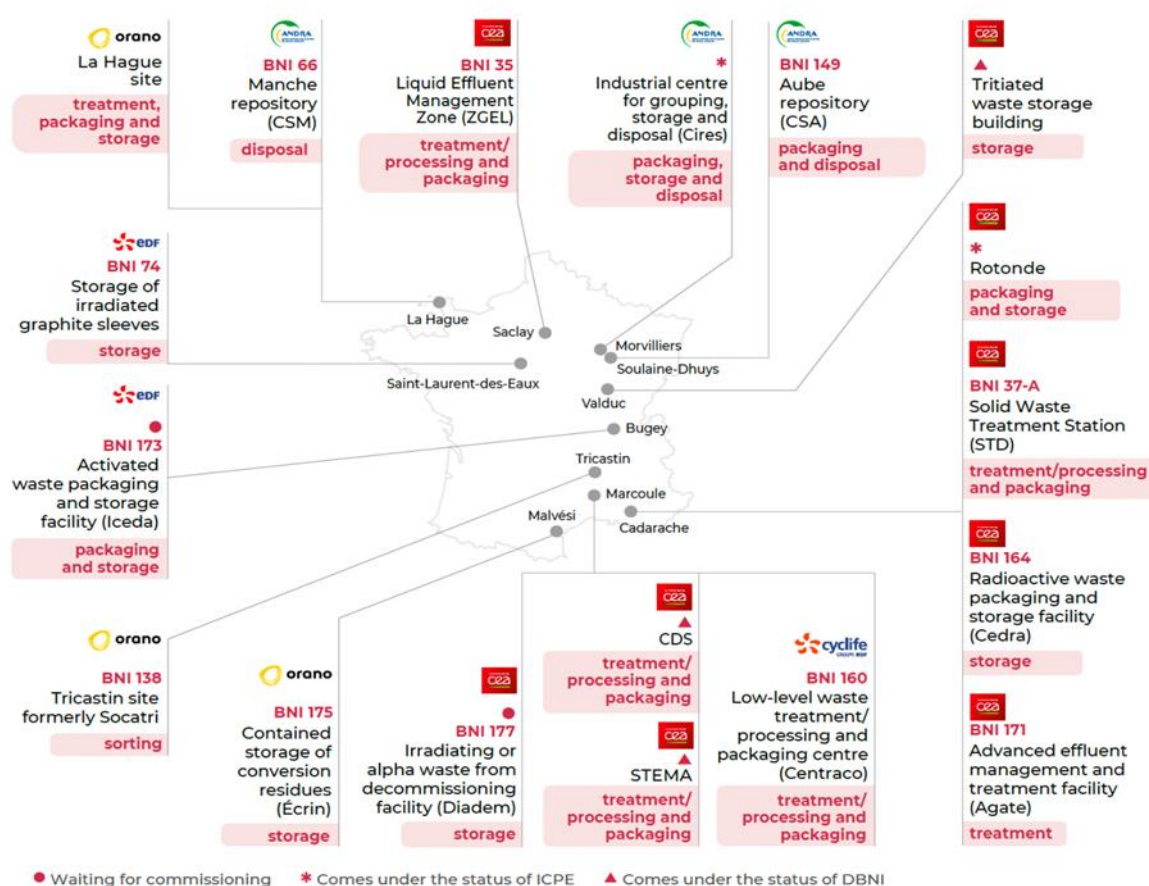 orano
La Hague
site
treatment,
packaging and
storage
ANDRA
BNI 66
Manche
repository
(CSM)
disposal
cea
BNI 35
Liquid Effluent
Management
Zone (ZGEL)
treatment/
processing and
packaging
ANDRA
*
Industrial centre
for grouping,
storage and
disposal (Cires)
packaging,
storage and
disposal
ANDRA
BNI 149
Aube
repository
(CSA)
packaging
and disposal
cea
▲
Tritiated
waste storage
building
storage
eDF
BNI 74
Storage of
irradiated
graphite sleeves
storage
eDF
●
BNI 173
Activated
waste packaging
and storage
facility (Iceda)
packaging
and storage
La Hague
Saclay
Saint-Laurent-des-Eaux
Morvilliers
Soulaine-Dhuys
Valduc
Bugey
Tricastin
Marcoule
Malvési
Cadarache
cea
*
Rotonde
packaging
and storage
cea
BNI 37-A
Solid Waste
Treatment Station
(STD)
treatment/processing
and packaging
cea
BNI 164
Radioactive waste
packaging and
storage facility
(Cedra)
storage
cea
BNI 171
Advanced effluent
management and
treatment facility
(Agate)
treatment
orano
BNI 138
Tricastin site
formerly Socatri
sorting
orano
BNI 175
Contained
storage of
conversion
residues
(Écrin)
storage
cea
●
BNI 177
Irradiating or
alpha waste from
decommissioning
facility (Diadem)
storage
cea
▲
CDS
treatment/
processing and
packaging
cea
▲
STEMA
treatment/
processing and
packaging
cyclife
GROUPE EDF
BNI 160
Low-level waste
treatment/
processing and
packaging centre
(Centraco)
treatment/
processing and
packaging
● Waiting for commissioning * Comes under the status of ICPE ▲ Comes under the status of DBNI